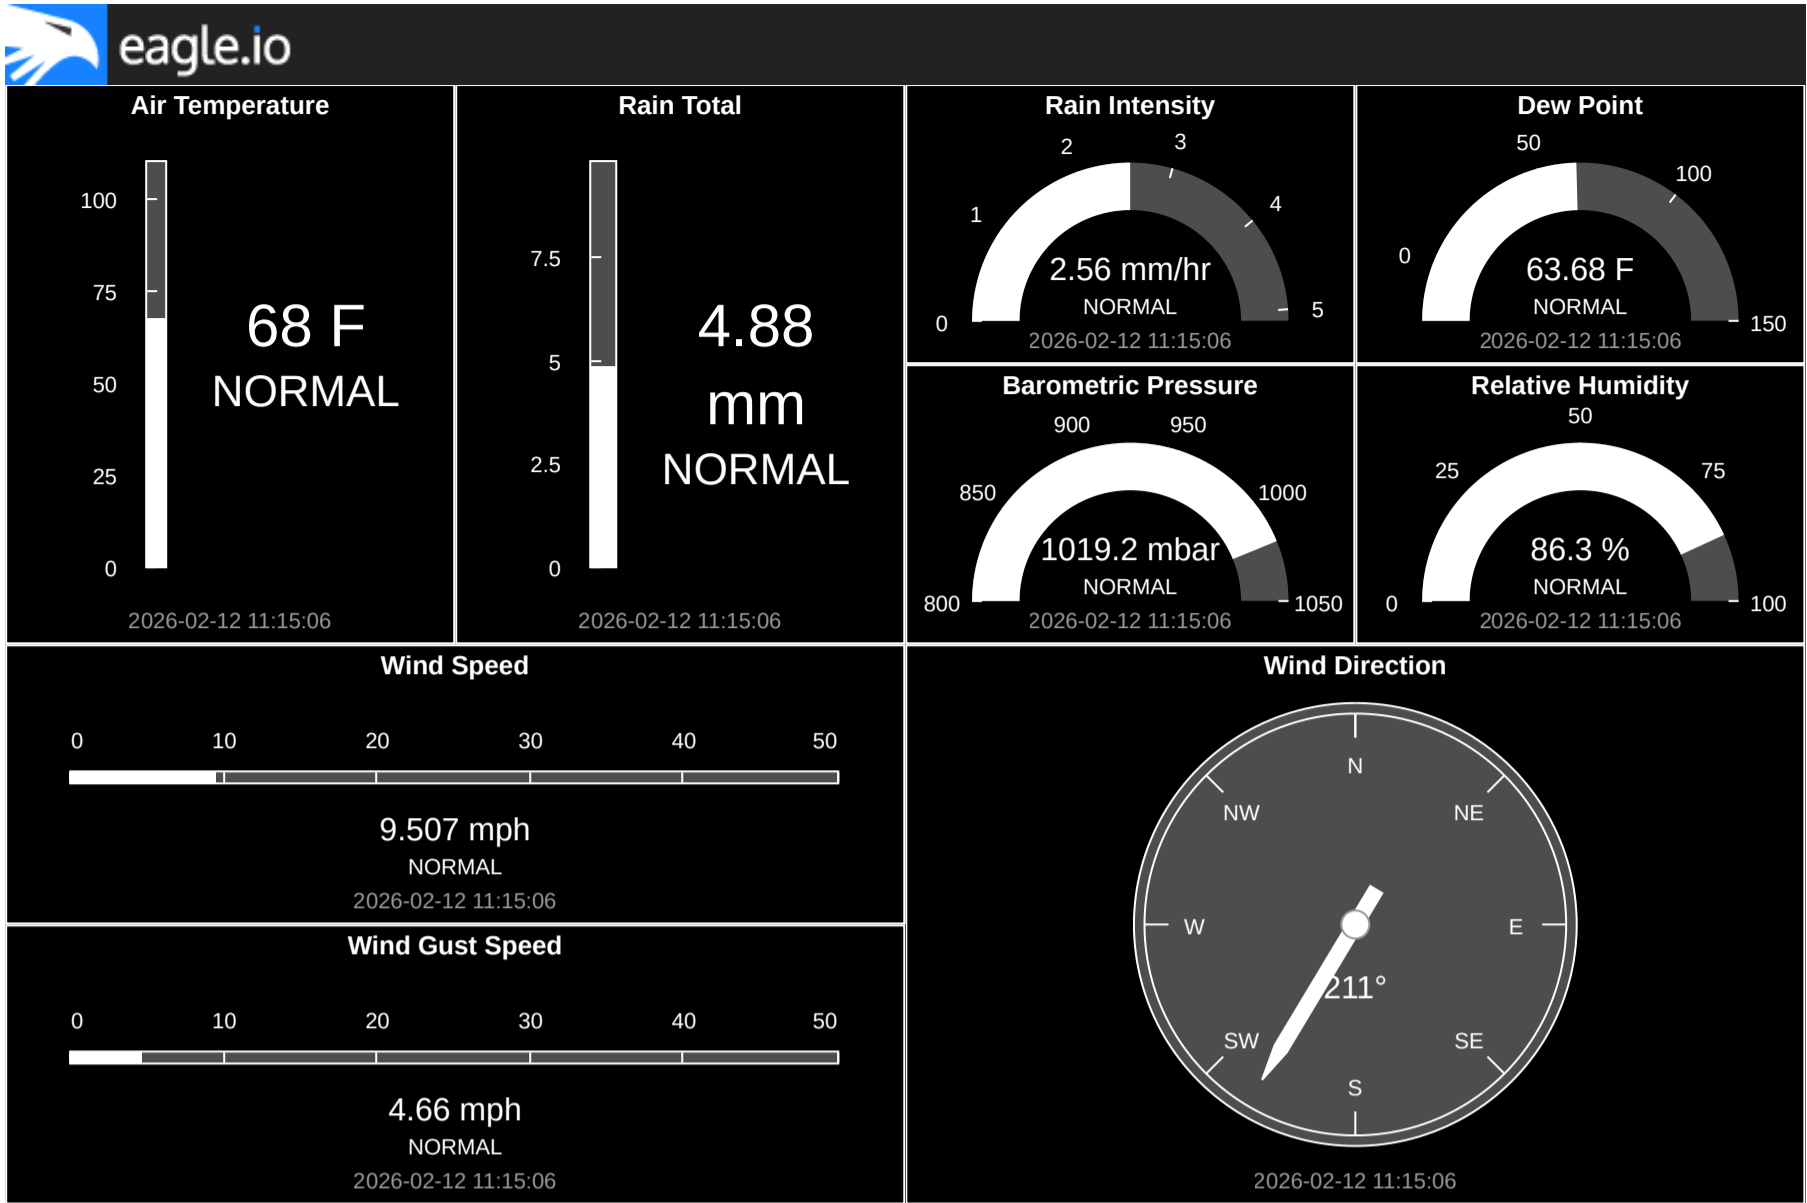 eagle.io
Air Temperature
100
75
50
25
0
68 F
NORMAL
2026-02-12 11:15:06
Rain Total
7.5
5
2.5
0
4.88
mm
NORMAL
2026-02-12 11:15:06
Rain Intensity
0
1
2
3
4
5
2.56 mm/hr
NORMAL
2026-02-12 11:15:06
Dew Point
0
50
100
150
63.68 F
NORMAL
2026-02-12 11:15:06
Barometric Pressure
800
850
900
950
1000
1050
1019.2 mbar
NORMAL
2026-02-12 11:15:06
Relative Humidity
0
25
50
75
100
86.3 %
NORMAL
2026-02-12 11:15:06
Wind Speed
0 10 20 30 40 50
9.507 mph
NORMAL
2026-02-12 11:15:06
Wind Gust Speed
0 10 20 30 40 50
4.66 mph
NORMAL
2026-02-12 11:15:06
Wind Direction
N
NW NE
W E
211°
SW SE
S
2026-02-12 11:15:06